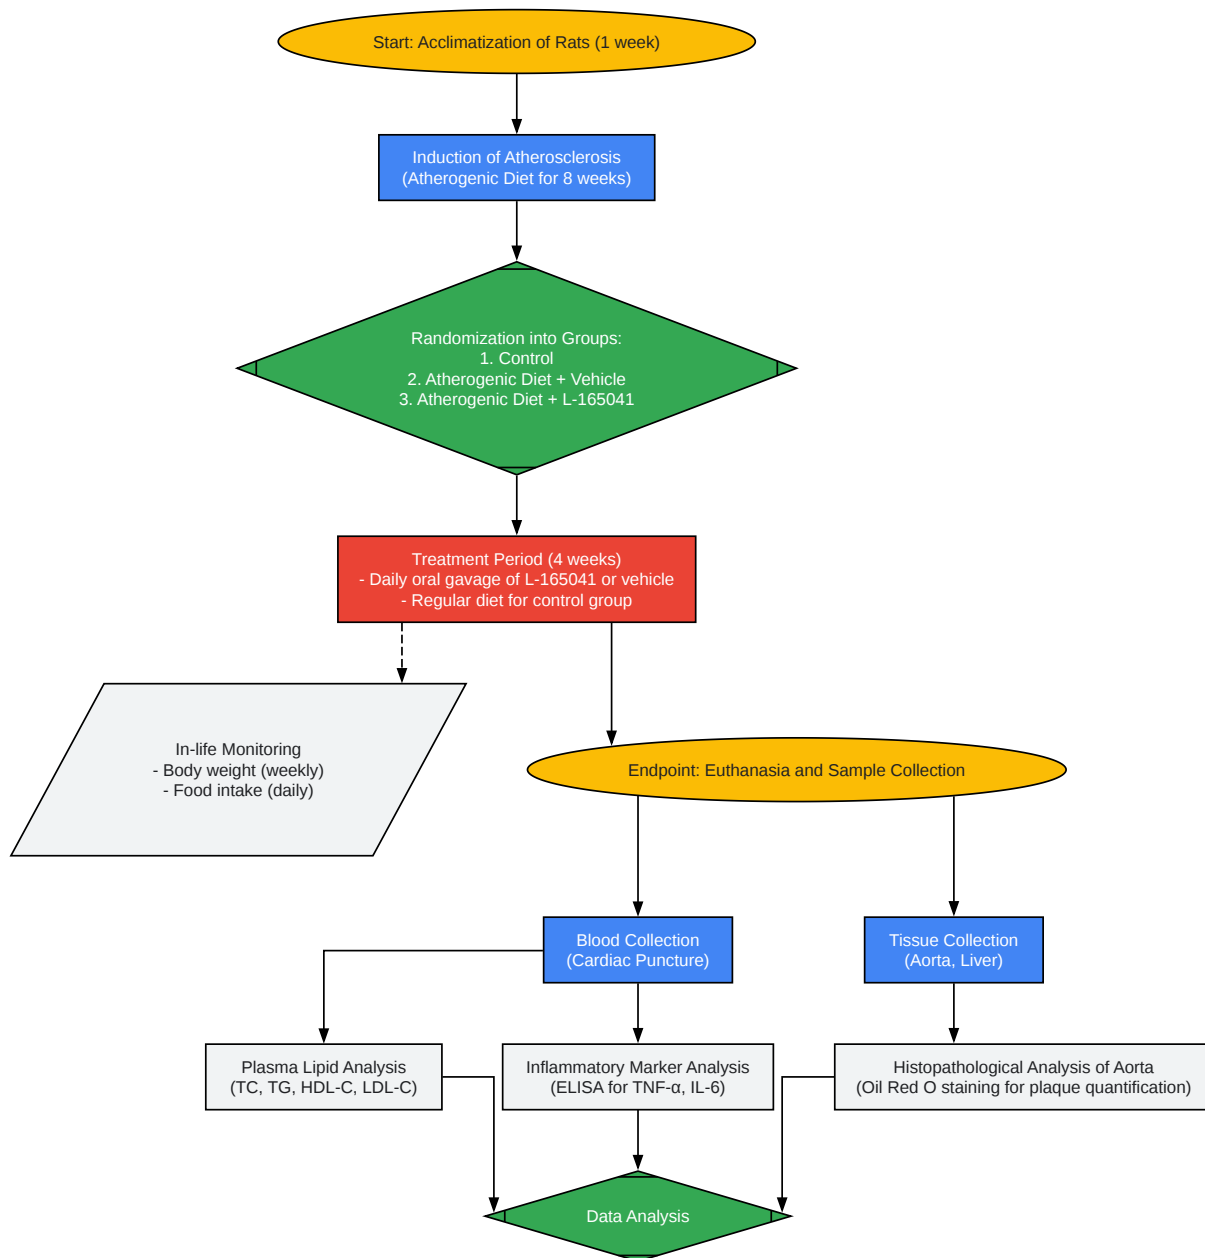 Start: Acclimatization of Rats (1 week)
Induction of Atherosclerosis
(Atherogenic Diet for 8 weeks)
Randomization into Groups:
1. Control
2. Atherogenic Diet + Vehicle
3. Atherogenic Diet + L-165041
Treatment Period (4 weeks)
- Daily oral gavage of L-165041 or vehicle
- Regular diet for control group
In-life Monitoring
- Body weight (weekly)
- Food intake (daily)
Endpoint: Euthanasia and Sample Collection
Blood Collection
(Cardiac Puncture)
Tissue Collection
(Aorta, Liver)
Plasma Lipid Analysis
(TC, TG, HDL-C, LDL-C)
Inflammatory Marker Analysis
(ELISA for TNF-α, IL-6)
Histopathological Analysis of Aorta
(Oil Red O staining for plaque quantification)
Data Analysis